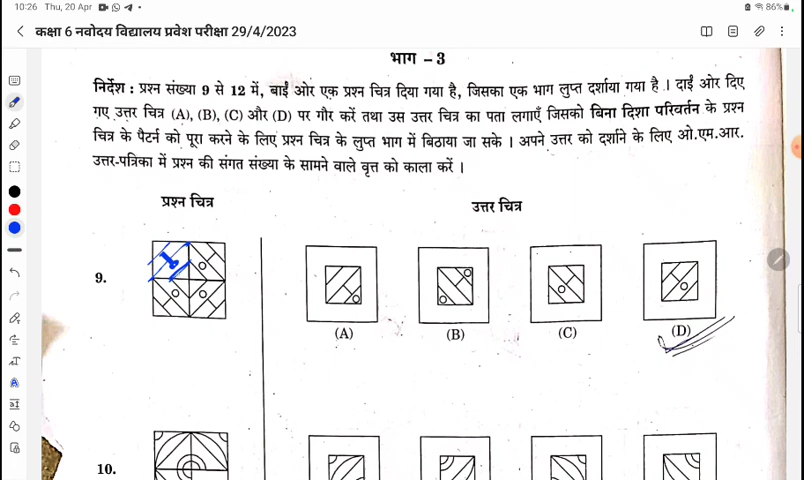 10:26 Thu, 20 Apr
86%
कक्षा 6 नवोदय विद्यालय प्रवेश परीक्षा 29/4/2023
भाग – 3
निर्देश : प्रश्न संख्या 9 से 12 में, बाईं ओर एक प्रश्न चित्र दिया गया है, जिसका एक भाग लुप्त दर्शाया गया है । दाईं ओर दिए
गए उत्तर चित्र (A), (B), (C) और (D) पर गौर करें तथा उस उत्तर चित्र का पता लगाएँ जिसको बिना दिशा परिवर्तन के प्रश्न
चित्र के पैटर्न को पूरा करने के लिए प्रश्न चित्र के लुप्त भाग में बिठाया जा सके । अपने उत्तर को दर्शाने के लिए ओ.एम.आर.
उत्तर-पत्रिका में प्रश्न की संगत संख्या के सामने वाले वृत्त को काला करें ।
प्रश्न चित्र उत्तर चित्र
9.
(A) (B) (C) (D)
10.